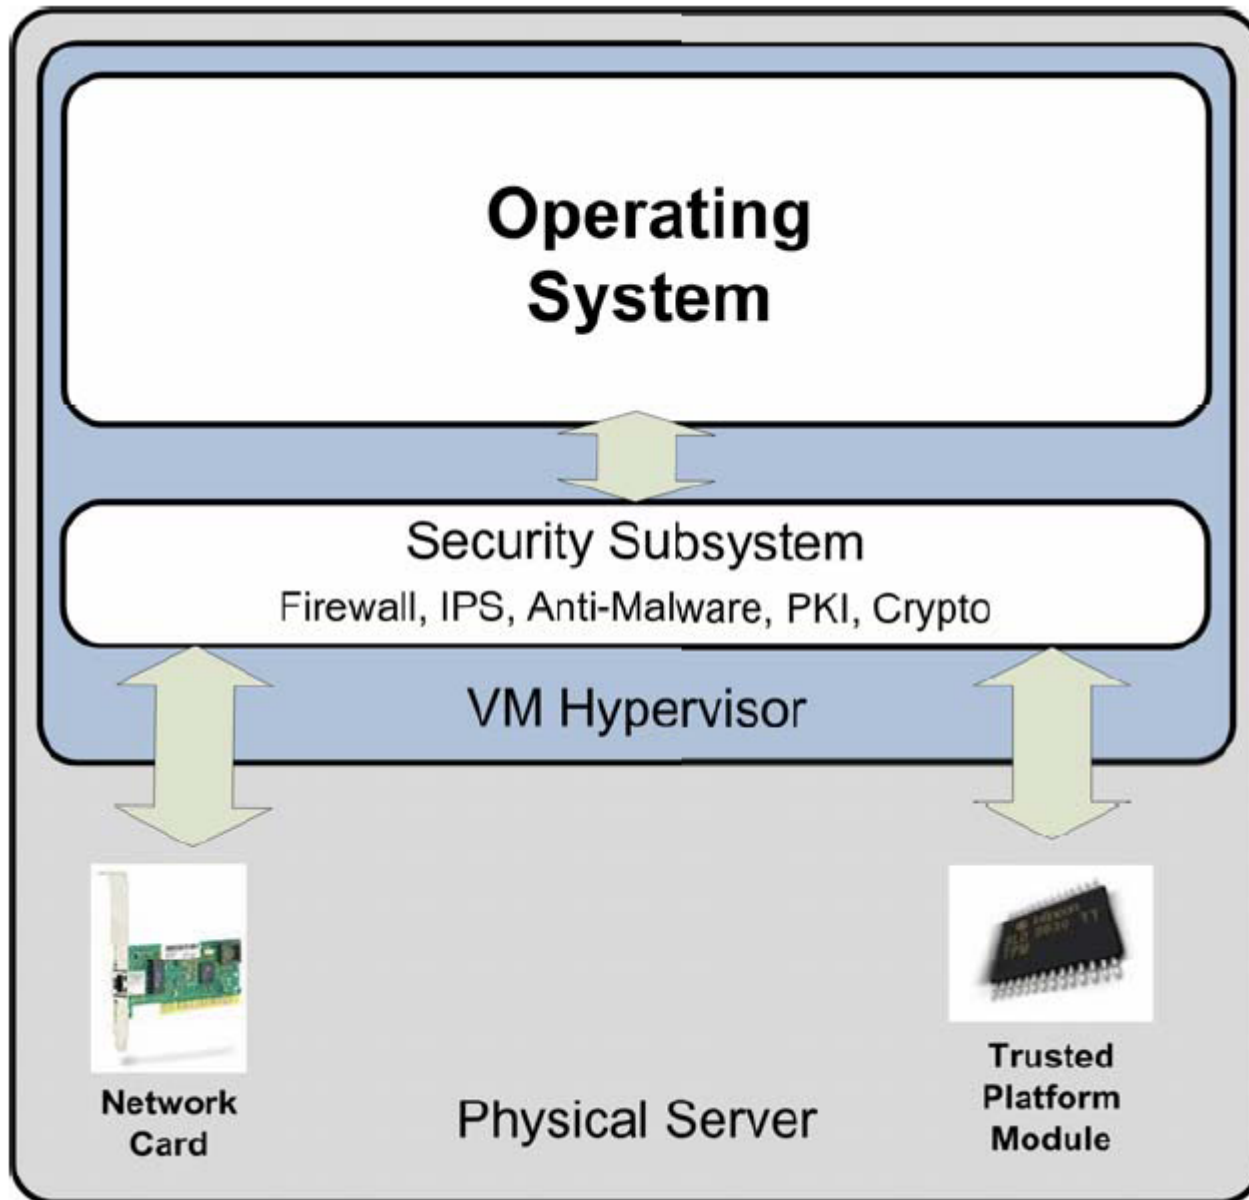 Operating
System
Security Subsystem
Firewall, IPS, Anti-Malware, PKI, Crypto
VM Hypervisor
Network
Card
Physical Server
Trusted
Platform
Module